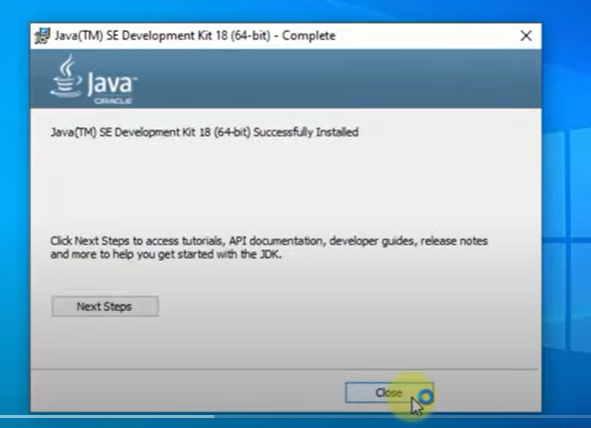 Java(TM) SE Development Kit 18 (64-bit) - Complete
Java
ORACLE
Java(TM) SE Development Kit 18 (64-bit) Successfully Installed
Click Next Steps to access tutorials, API documentation, developer guides, release notes
and more to help you get started with the JDK.
Next Steps
Close